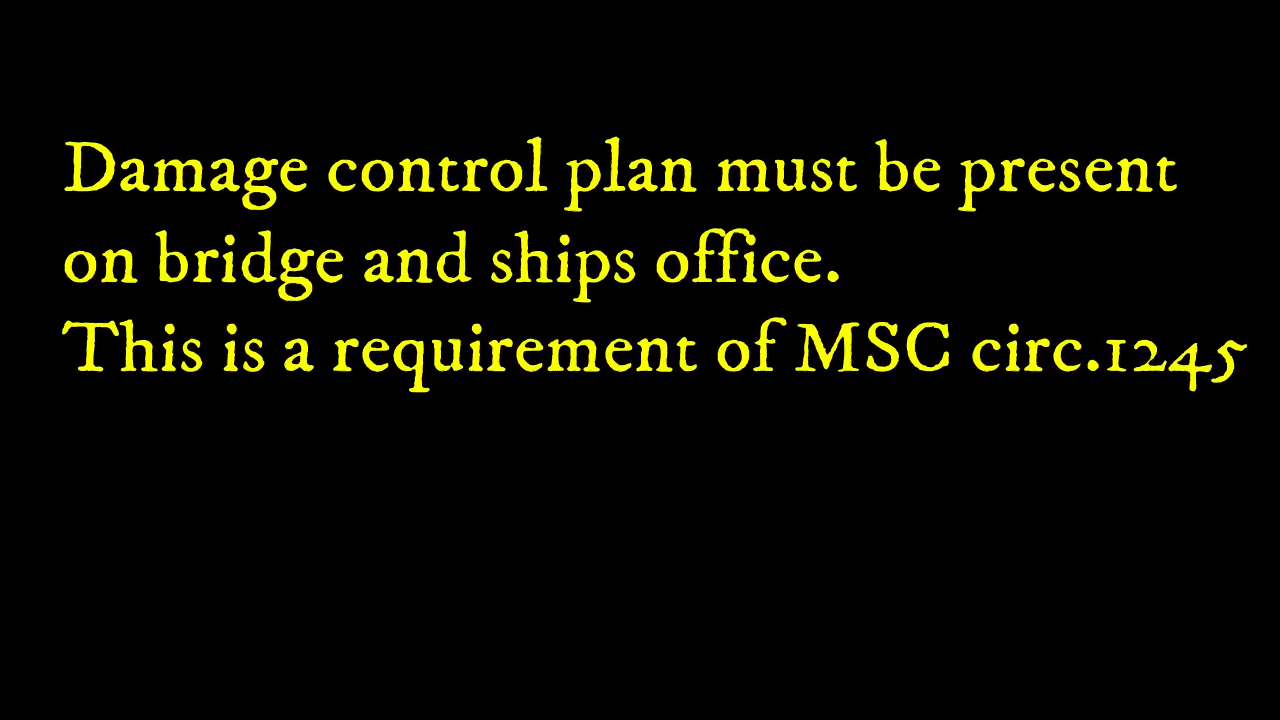 Damage control plan must be present
on bridge and ships office.
This is a requirement of MSC circ.1245